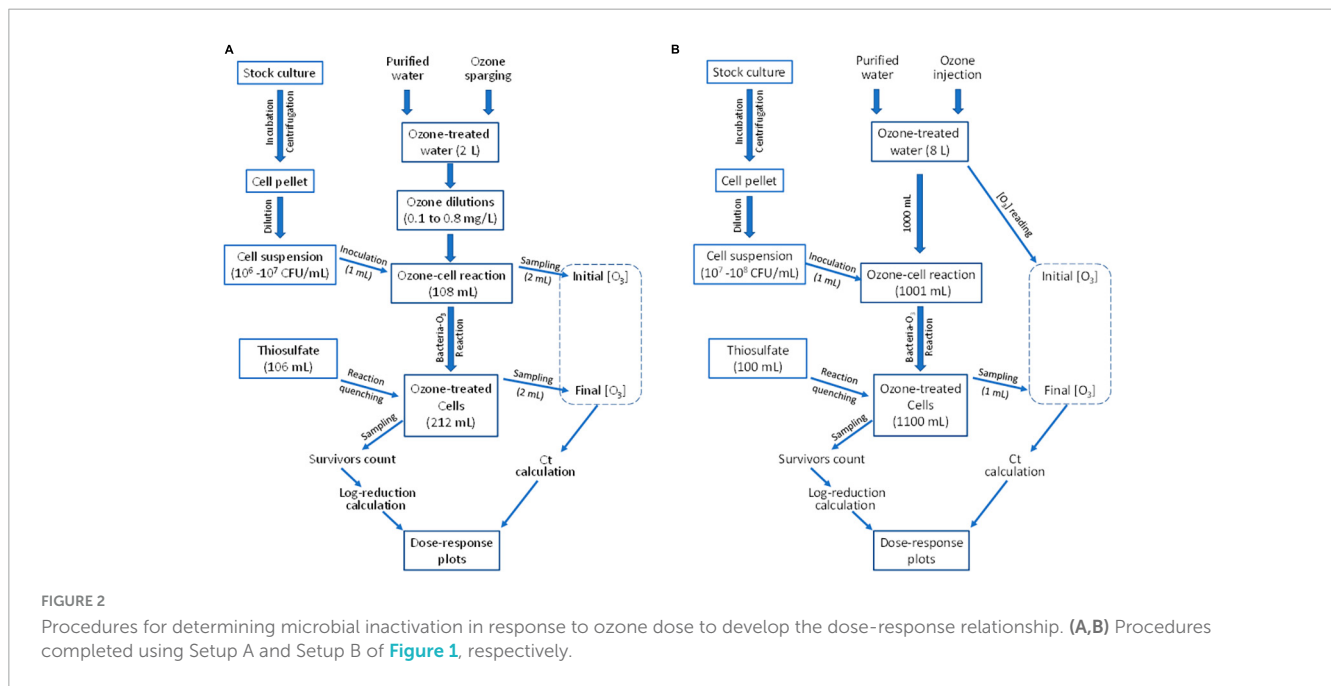 A
Stock culture
Incubation
Centrifugation
Cell pellet
Dilution
Cell suspension
(10⁶ -10⁷ CFU/mL)
Inoculation
(1 mL)
Purified
water
Ozone
sparging
Ozone-treated
water (2 L)
Ozone dilutions
(0.1 to 0.8 mg/L)
Ozone-cell reaction
(108 mL)
Sampling
(2 mL)
Initial [O₃]
Bacteria-O₃
Reaction
Thiosulfate
(106 mL)
Reaction
quenching
Ozone-treated
Cells
(212 mL)
Sampling
(2 mL)
Final [O₃]
Sampling
Survivors count
Log-reduction
calculation
Ct
calculation
Dose-response
plots
B
Stock culture
Incubation
Centrifugation
Cell pellet
Dilution
Cell suspension
(10⁷ -10⁸ CFU/mL)
Inoculation
(1 mL)
Purified
water
Ozone
injection
Ozone-treated
water (8 L)
1000 mL
[O₃] reading
Ozone-cell reaction
(1001 mL)
Initial [O₃]
Bacteria-O₃
Reaction
Thiosulfate
(100 mL)
Reaction
quenching
Ozone-treated
Cells
(1100 mL)
Sampling
(1 mL)
Final [O₃]
Sampling
Survivors count
Log-reduction
calculation
Ct
calculation
Dose-response
plots
FIGURE 2
Procedures for determining microbial inactivation in response to ozone dose to develop the dose-response relationship. (A,B) Procedures
completed using Setup A and Setup B of Figure 1, respectively.